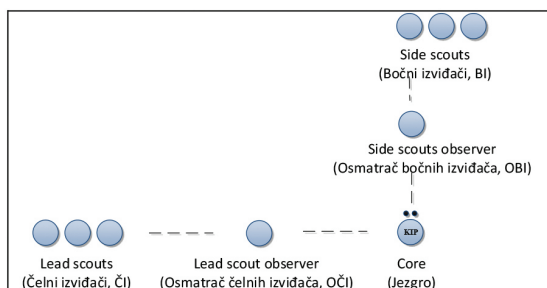 Side scouts
(Bočni izviđači, BI)
Side scouts observer
(Osmatrač bočnih izviđača, OBI)
KIP
Lead scouts
(Čelni izviđači, ČI)
Lead scout observer
(Osmatrač čelnih izviđača, OČI)
Core
(Jezgro)